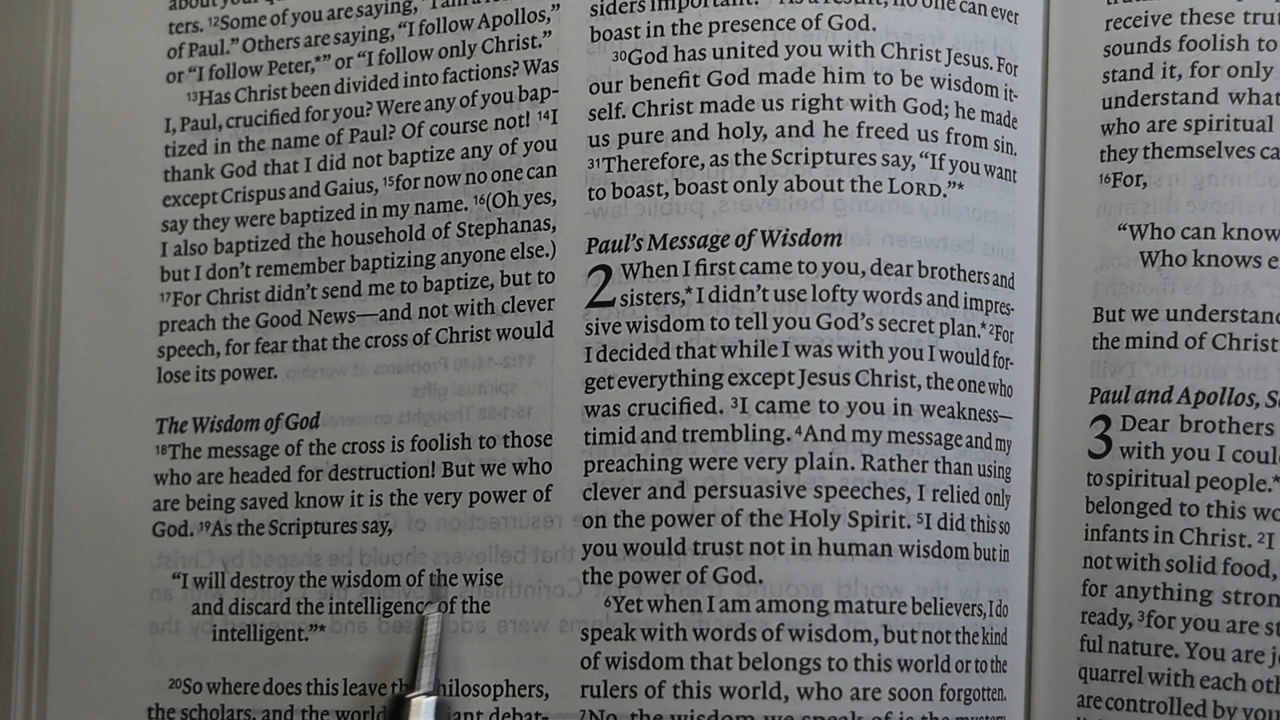 about your
ters. ¹²Some of you are saying, "I am a
of Paul." Others are saying, "I follow Apollos,"
or "I follow Peter,*" or "I follow only Christ."
¹³Has Christ been divided into factions? Was
I, Paul, crucified for you? Were any of you bap-
tized in the name of Paul? Of course not! ¹⁴I
thank God that I did not baptize any of you
except Crispus and Gaius, ¹⁵for now no one can
say they were baptized in my name. ¹⁶(Oh yes,
I also baptized the household of Stephanas,
but I don't remember baptizing anyone else.)
¹⁷For Christ didn't send me to baptize, but to
preach the Good News—and not with clever
speech, for fear that the cross of Christ would
lose its power.
The Wisdom of God
¹⁸The message of the cross is foolish to those
who are headed for destruction! But we who
are being saved know it is the very power of
God. ¹⁹As the Scriptures say,
"I will destroy the wisdom of the wise
and discard the intelligence of the
intelligent."*
²⁰So where does this leave the philosophers,
the scholars, and the world debat-
siders important. As a result, no one can ever
boast in the presence of God.
³⁰God has united you with Christ Jesus. For
our benefit God made him to be wisdom it-
self. Christ made us right with God; he made
us pure and holy, and he freed us from sin.
³¹Therefore, as the Scriptures say, "If you want
to boast, boast only about the LORD."*
Paul's Message of Wisdom
2 When I first came to you, dear brothers and
sisters,* I didn't use lofty words and impres-
sive wisdom to tell you God's secret plan.* ²For
I decided that while I was with you I would for-
get everything except Jesus Christ, the one who
was crucified. ³I came to you in weakness—
timid and trembling. ⁴And my message and my
preaching were very plain. Rather than using
clever and persuasive speeches, I relied only
on the power of the Holy Spirit. ⁵I did this so
you would trust not in human wisdom but in
the power of God.
⁶Yet when I am among mature believers, I do
speak with words of wisdom, but not the kind
of wisdom that belongs to this world or to the
rulers of this world, who are soon forgotten.
⁷No, the wisdom we speak of is the mystery
receive these tru
sounds foolish to
stand it, for only
understand what
who are spiritual
they themselves ca
¹⁶For,
"Who can know
Who knows e
But we understand
the mind of Christ
Paul and Apollos, S
3 Dear brothers
with you I coul
to spiritual people.*
belonged to this wo
infants in Christ. ²I
not with solid food,
for anything stron
ready, ³for you are st
ful nature. You are j
quarrel with each oth
are controlled by you